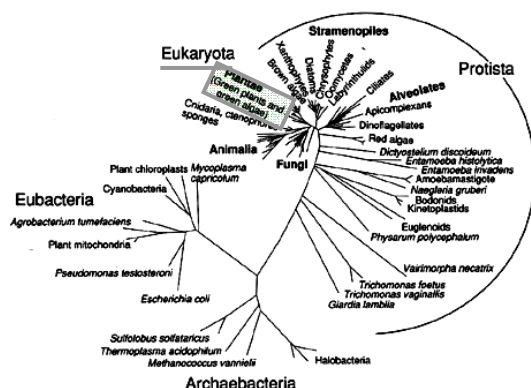 Stramenopiles
Eukaryota
Xanthophytes
Diatoms
Chrysophytes
Oomycetes
Labyrinthulids
Brown algae
Ciliates
Protista
Plantae
(Green plants and
green algae)
Alveolates
Apicomplexans
Cnidaria, ctenophores
sponges
Dinoflagellates
Red algae
Animalia
Dictyostelium discoideum
Fungi
Entamoeba histolytica
Entamoeba invadens
Amoebamastigote
Plant chloroplasts
Mycoplasma
capricolum
Cyanobacteria
Naegleria gruberi
Bodonids
Kinetoplastids
Eubacteria
Agrobacterium tumefaciens
Euglenoids
Physarum polycephalum
Plant mitochondria
Pseudomonas testosteroni
Vairimorpha necatrix
Escherichia coli
Trichomonas foetus
Trichomonas vaginallis
Giardia lamblia
Sulfolobus solfataricus
Thermoplasma acidophilum
Methanococcus vannielii
Halobacteria
Archaebacteria